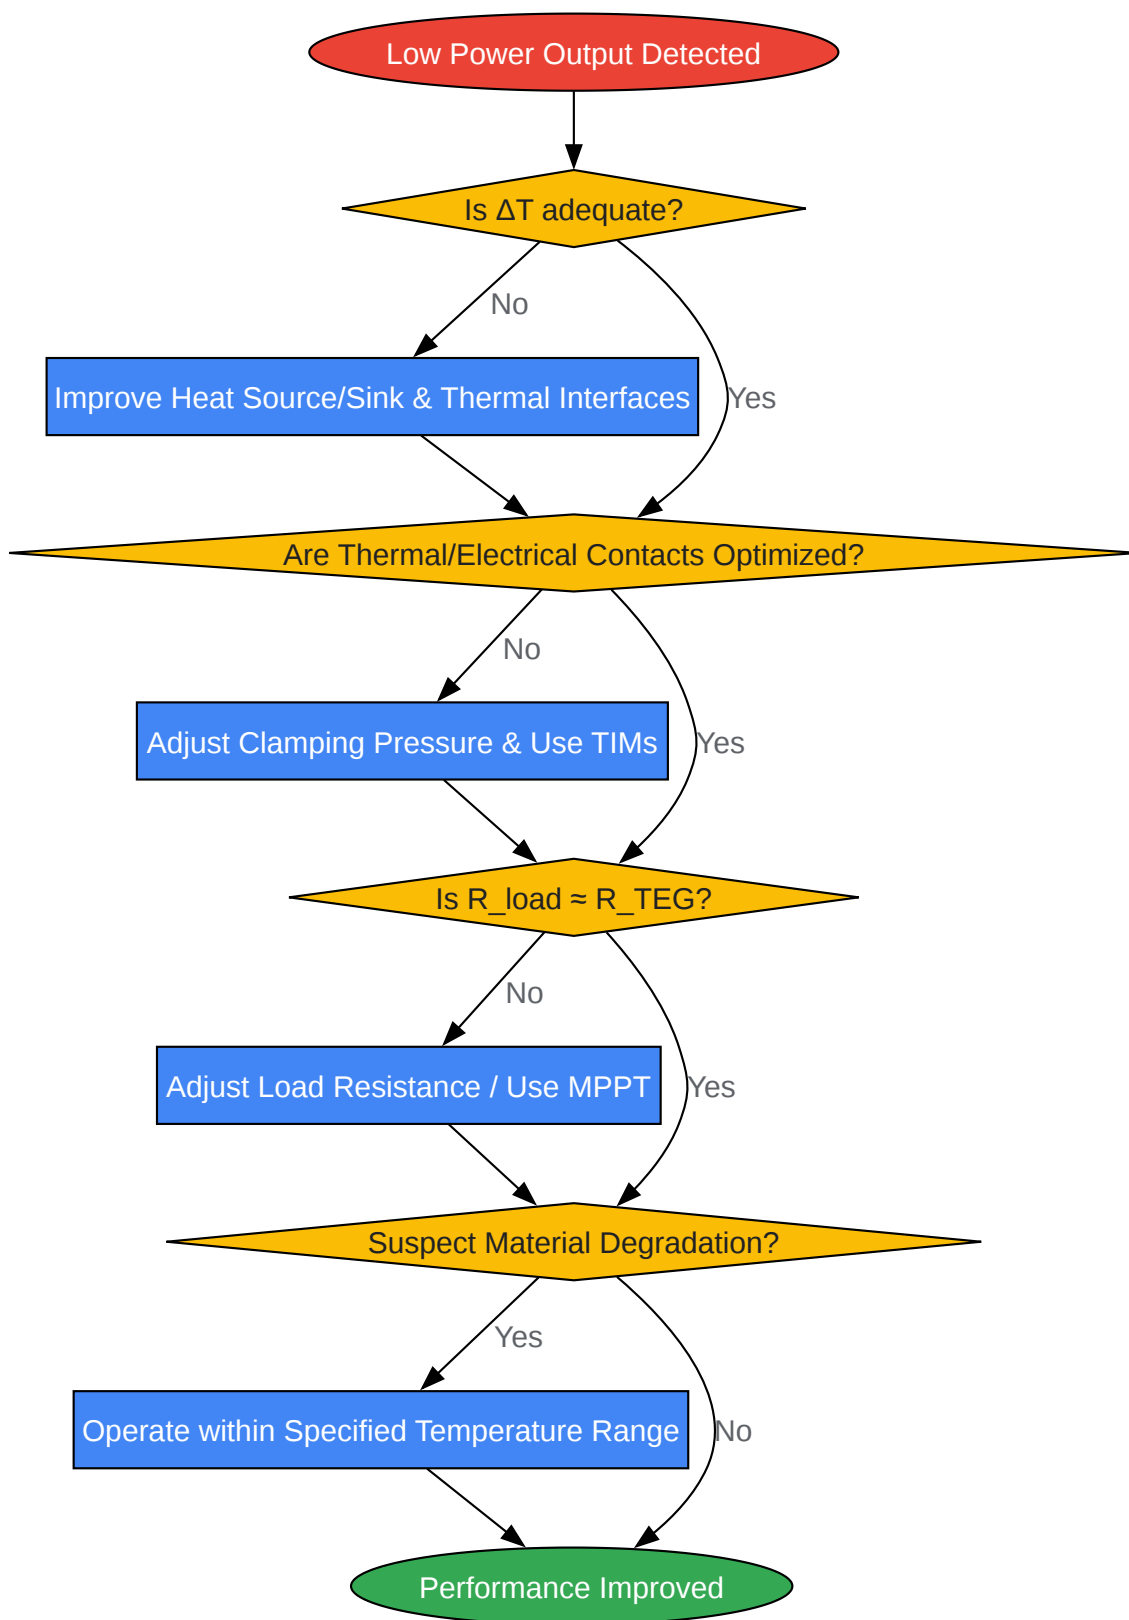 Low Power Output Detected
Is ΔT adequate?
No
Improve Heat Source/Sink & Thermal Interfaces
Yes
Are Thermal/Electrical Contacts Optimized?
No
Adjust Clamping Pressure & Use TIMs
Yes
Is R_load ≈ R_TEG?
No
Adjust Load Resistance / Use MPPT
Yes
Suspect Material Degradation?
Yes
Operate within Specified Temperature Range
No
Performance Improved